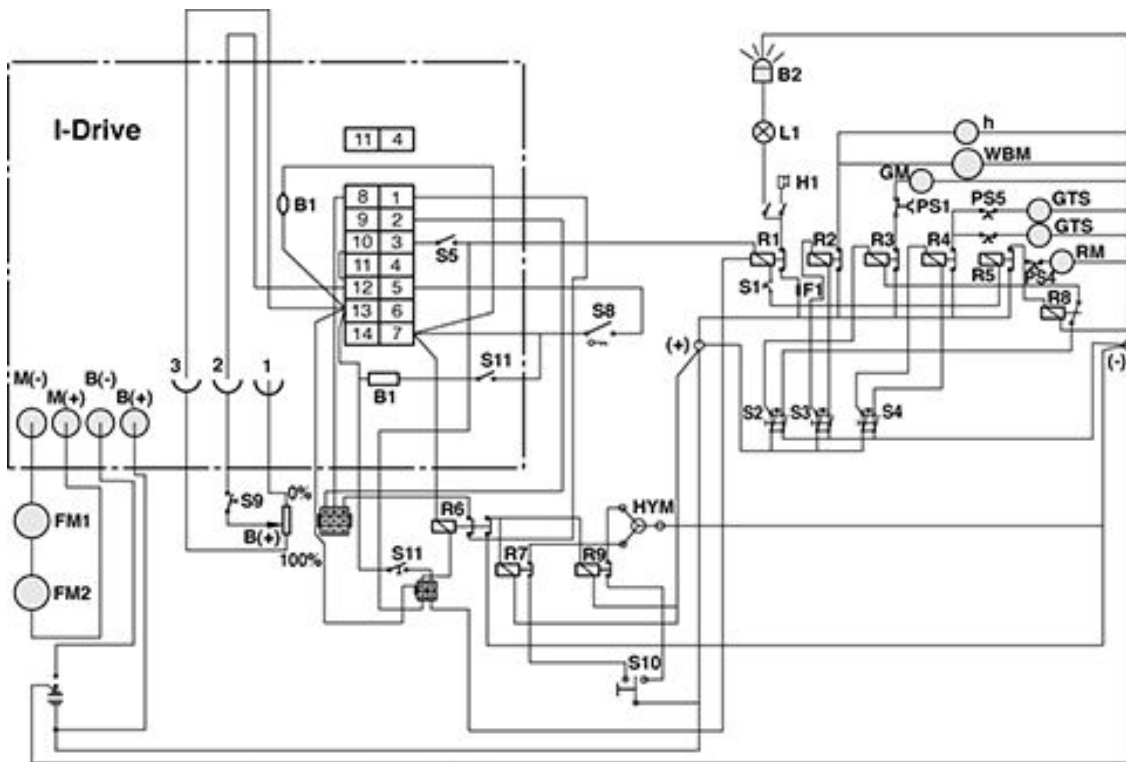 B2
I-Drive
L1
h
11 4
WBM
GM
H1
B1
8 1
PS1
PS5
GTS
9 2
10 3
S5
R1
R2
R3
R4
GTS
11 4
R5
RM
PS4
12 5
S1
F1
R8
13 6
S8
14 7
(+)
(-)
3
2
1
S11
M(-)
B(-)
M(+)
B(+)
B1
S2
S3
S4
S9
0%
FM1
B(+)
R6
HYM
100%
S11
R7
R9
FM2
S10